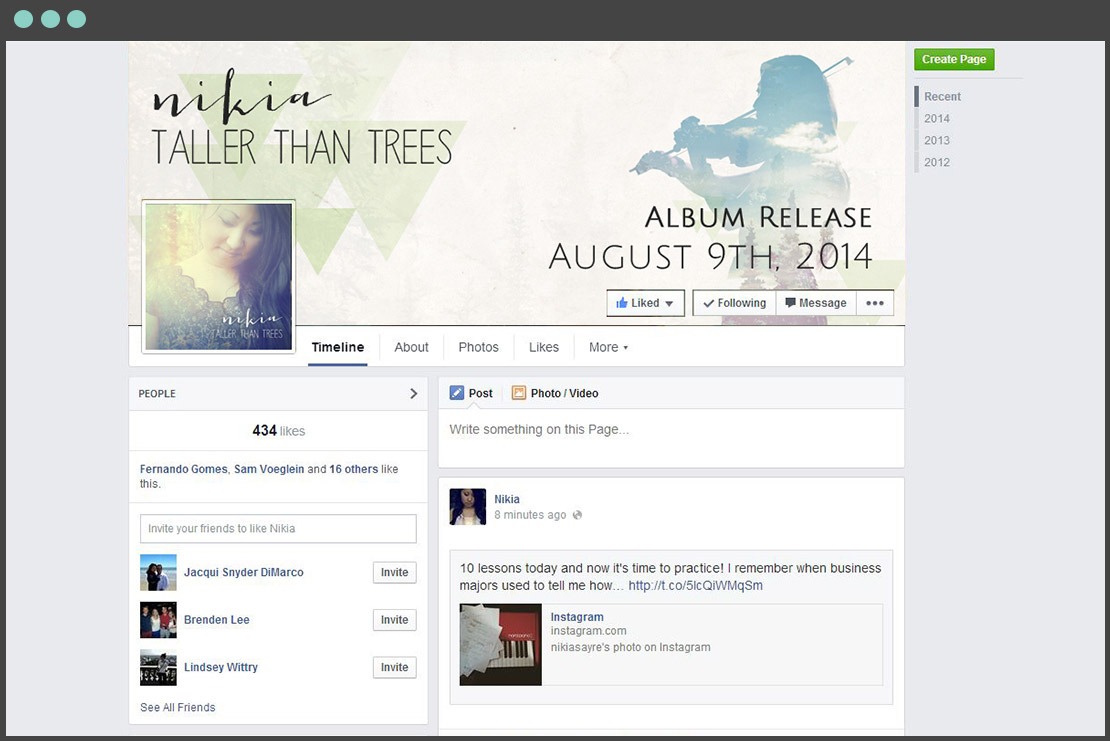 nikia
TALLER THAN TREES
ALBUM RELEASE
AUGUST 9TH, 2014
nikia
TALLER THAN TREES
Liked
Following
Message
Timeline
About
Photos
Likes
More
Create Page
Recent
2014
2013
2012
PEOPLE
434 likes
Fernando Gomes, Sam Voeglein and 16 others like
this.
Invite your friends to like Nikia
Jacqui Snyder DiMarco
Invite
Brenden Lee
Invite
Lindsey Wittry
Invite
See All Friends
Post
Photo / Video
Write something on this Page...
Nikia
8 minutes ago
10 lessons today and now it's time to practice! I remember when business
majors used to tell me how… http://t.co/5lcQiWMqSm
Instagram
instagram.com
nikiasayre's photo on Instagram